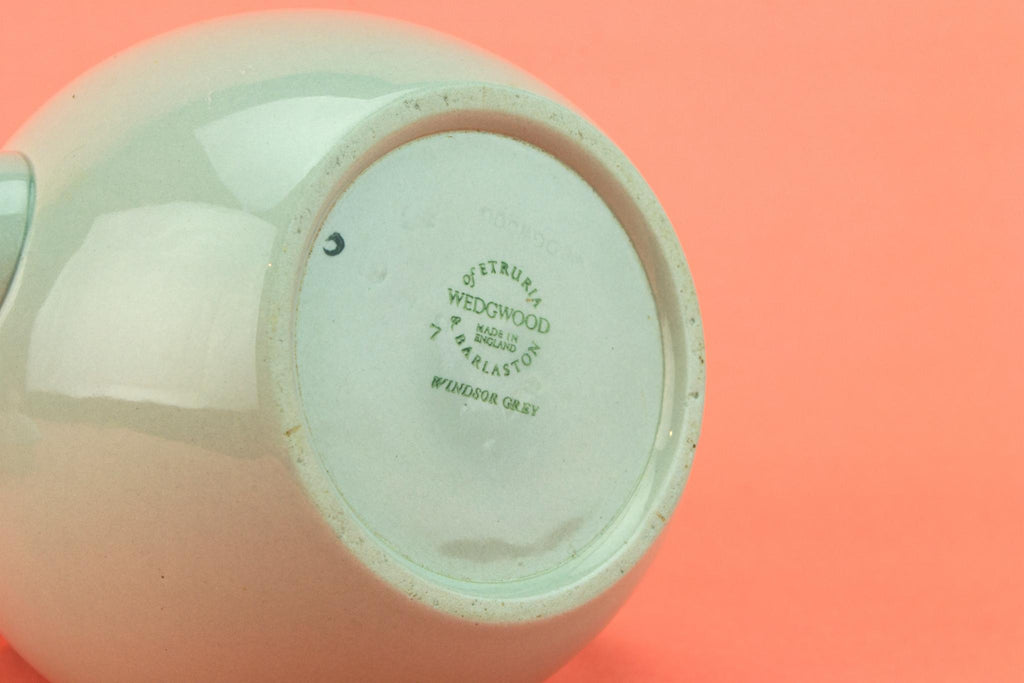 of ETRURIA
WEDGWOOD
MADE IN
ENGLAND
& BARLASTON
7
WINDSOR GREY